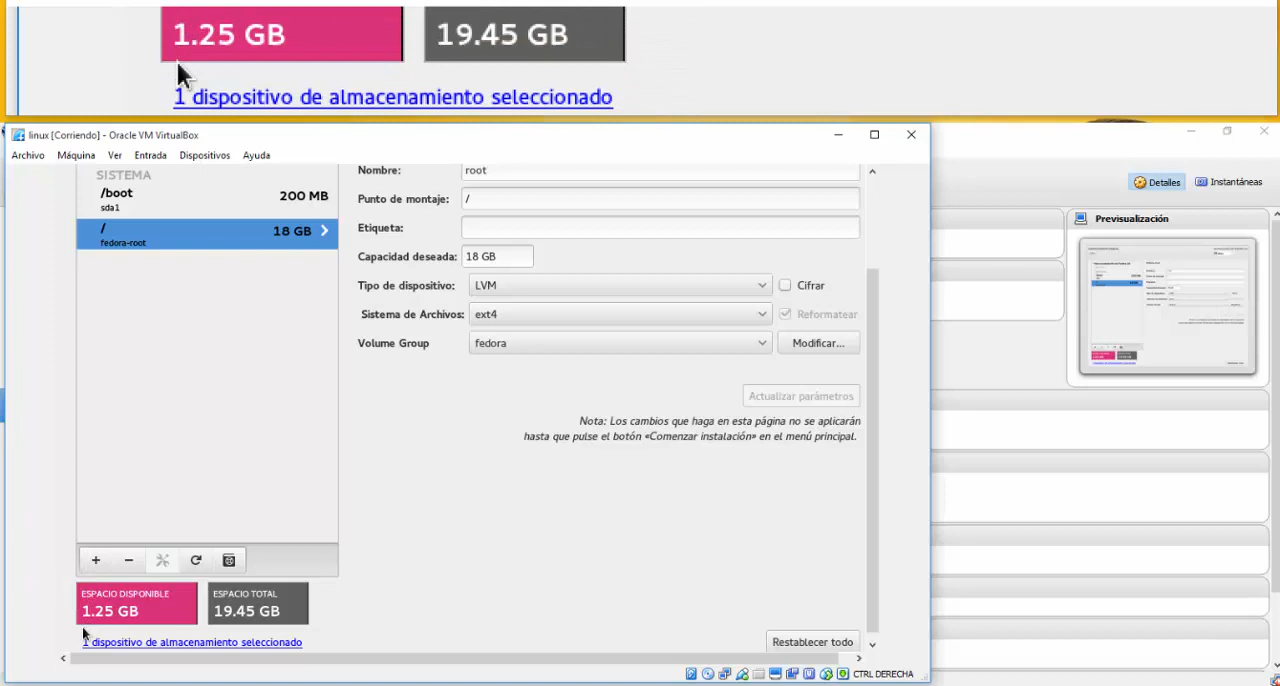 1.25 GB
19.45 GB
1 dispositivo de almacenamiento seleccionado
linux [Corriendo] - Oracle VM VirtualBox
Archivo Máquina Ver Entrada Dispositivos Ayuda
SISTEMA
/boot
200 MB
sda1
/
18 GB
fedora-root
Nombre: root
Punto de montaje: /
Etiqueta:
Capacidad deseada: 18 GB
Tipo de dispositivo: LVM Cifrar
Sistema de Archivos: ext4 Reformatear
Volume Group fedora Modificar...
Actualizar parámetros
Nota: Los cambios que haga en esta página no se aplicarán
hasta que pulse el botón «Comenzar instalación» en el menú principal.
+ −
ESPACIO DISPONIBLE
1.25 GB
ESPACIO TOTAL
19.45 GB
1 dispositivo de almacenamiento seleccionado
Restablecer todo
CTRL DERECHA
Detalles Instantáneas
Previsualización